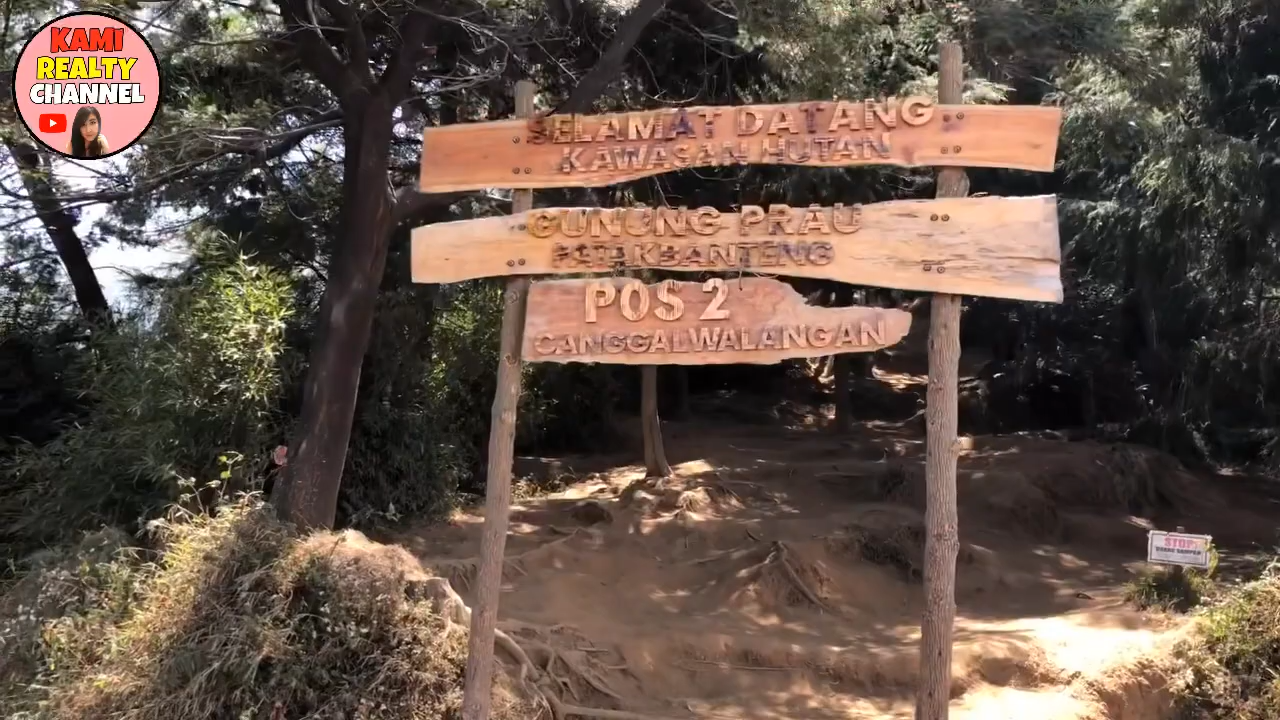 KAMI
REALTY
CHANNEL
SELAMAT DATANG
KAWASAN HUTAN
GUNUNG PRAU
PATAKBANTENG
POS 2
CANGGALWALANGAN
STOP